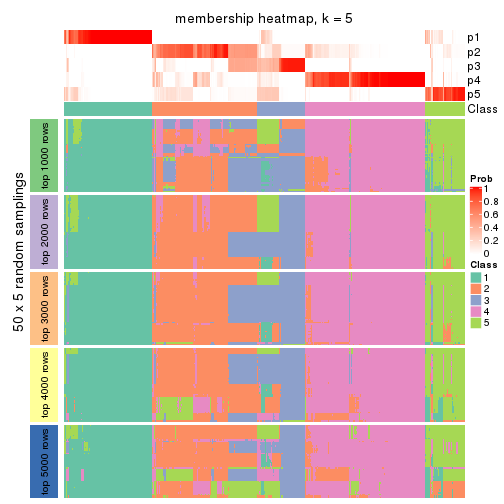 membership heatmap, k = 5
p1
p2
p3
p4
p5
Class
50 x 5 random samplings
top 1000 rows
top 2000 rows
top 3000 rows
top 4000 rows
top 5000 rows
Prob
1
0.8
0.6
0.4
0.2
0
Class
1
2
3
4
5